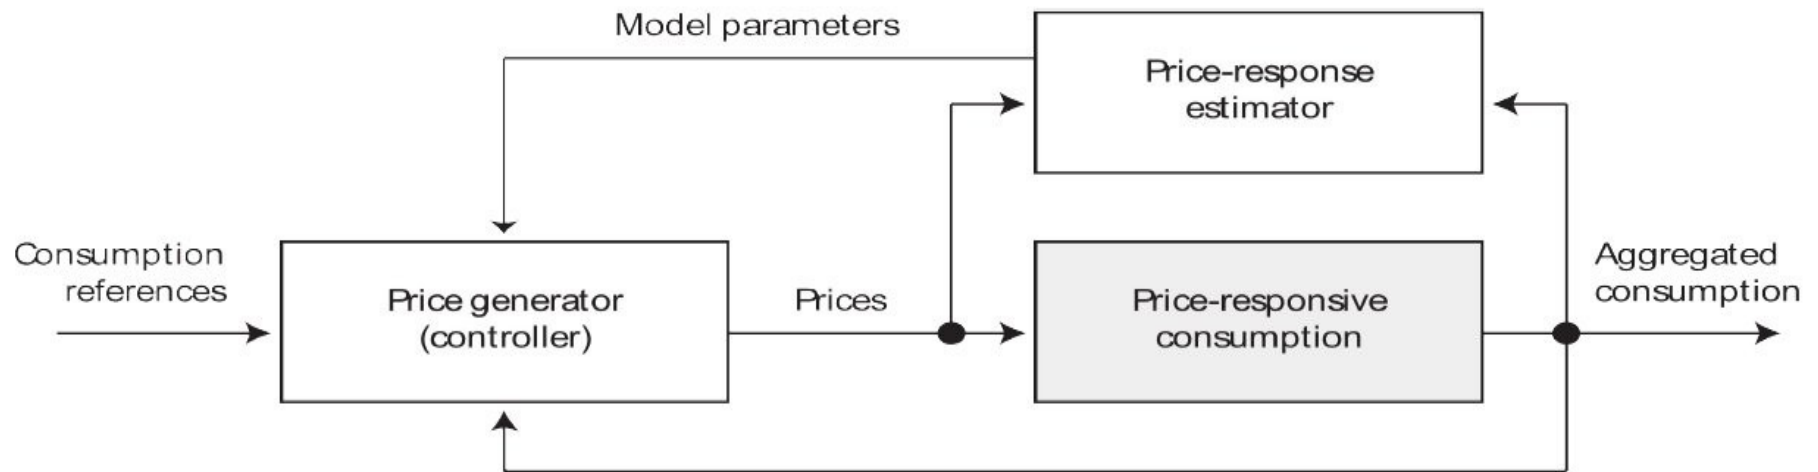 Model parameters
Price-response
estimator
Consumption
references
Price generator
(controller)
Prices
Price-responsive
consumption
Aggregated
consumption